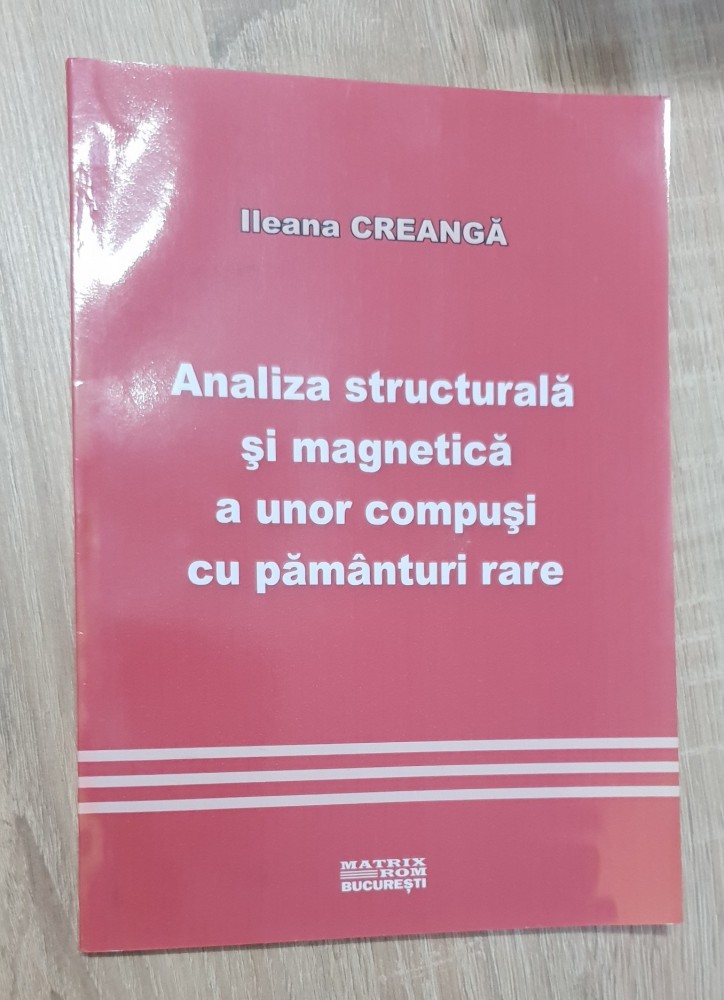 Ileana CREANGĂ
Analiza structurală
şi magnetică
a unor compuşi
cu pământuri rare
MATRIX
ROM
BUCUREŞTI